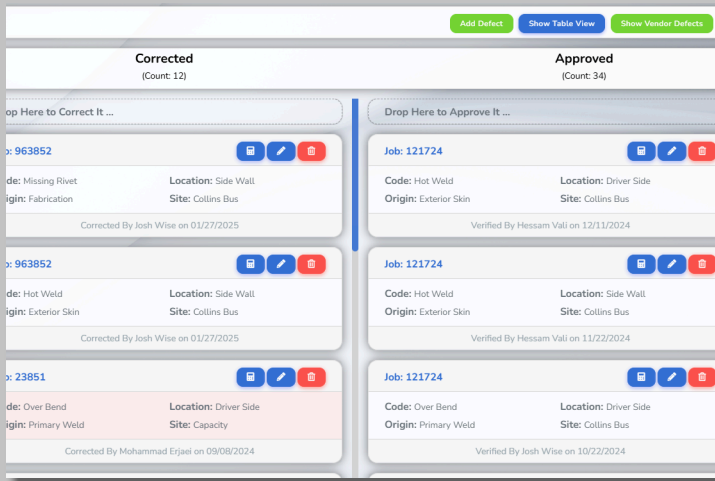 Add Defect
Show Table View
Show Vendor Defects
Corrected
(Count: 12)
Approved
(Count: 34)
op Here to Correct It ...
Drop Here to Approve It ...
b: 963852
de: Missing Rivet
Location: Side Wall
igin: Fabrication
Site: Collins Bus
Corrected By Josh Wise on 01/27/2025
Job: 121724
Code: Hot Weld
Location: Driver Side
Origin: Exterior Skin
Site: Collins Bus
Verified By Hessam Vali on 12/11/2024
b: 963852
de: Hot Weld
Location: Side Wall
igin: Exterior Skin
Site: Collins Bus
Corrected By Josh Wise on 01/27/2025
Job: 121724
Code: Hot Weld
Location: Side Wall
Origin: Exterior Skin
Site: Collins Bus
Verified By Hessam Vali on 11/22/2024
b: 23851
de: Over Bend
Location: Driver Side
igin: Primary Weld
Site: Capacity
Corrected By Mohammad Erjaei on 09/08/2024
Job: 121724
Code: Over Bend
Location: Driver Side
Origin: Primary Weld
Site: Collins Bus
Verified By Josh Wise on 10/22/2024